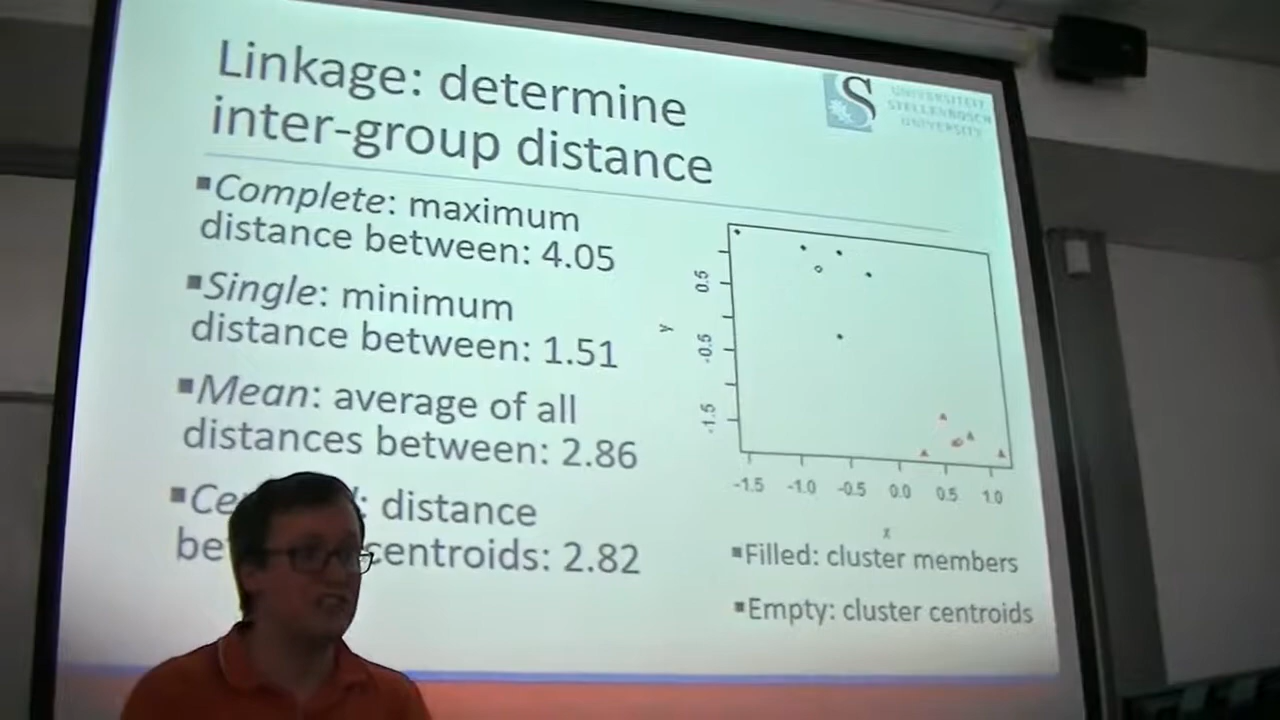 Linkage: determine
inter-group distance
UNIVERSITEIT
STELLENBOSCH
UNIVERSITY
▪Complete: maximum
distance between: 4.05
▪Single: minimum
distance between: 1.51
▪Mean: average of all
distances between: 2.86
distance
centroids: 2.82
y
0.5
-0.5
-1.5
-1.5 -1.0 -0.5 0.0 0.5 1.0
x
▪Filled: cluster members
▪Empty: cluster centroids